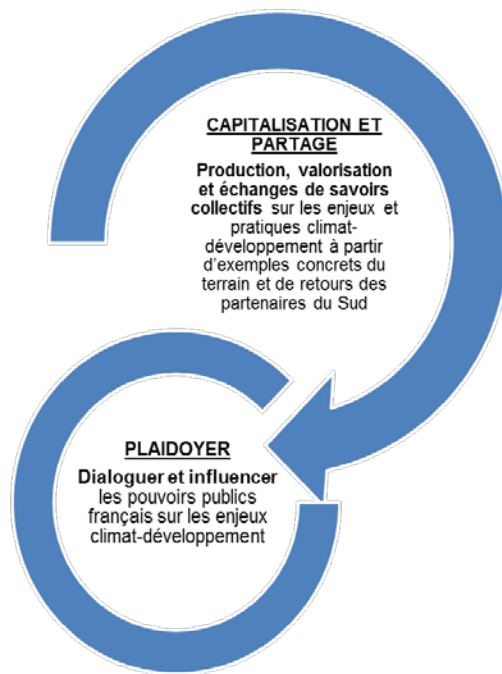 CAPITALISATION ET
PARTAGE
Production, valorisation
et échanges de savoirs
collectifs sur les enjeux et
pratiques climat-
développement à partir
d'exemples concrets du
terrain et de retours des
partenaires du Sud
PLAIDOYER
Dialoguer et influencer
les pouvoirs publics
français sur les enjeux
climat-développement